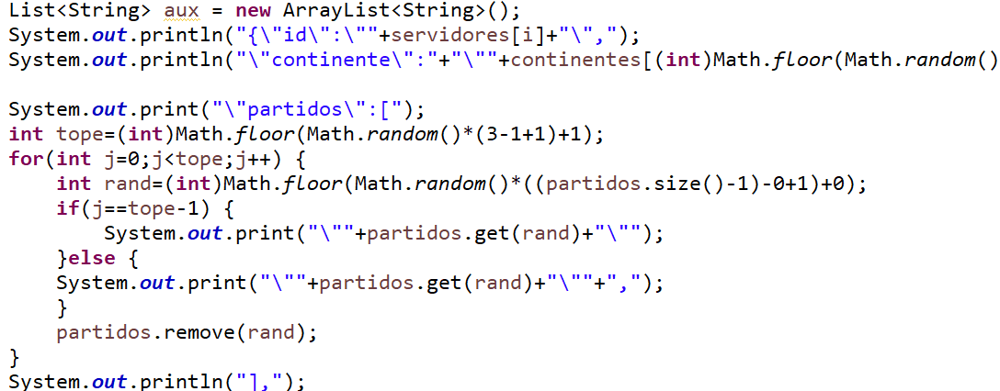 List<String> aux = new ArrayList<String>();
System.out.println("{\"id\":\""+servidores[i]+"\",");
System.out.println("\"continente\":"+"\""+continentes[(int)Math.floor(Math.random()
System.out.print("\"partidos\":[");
int tope=(int)Math.floor(Math.random()*(3-1+1)+1);
for(int j=0;j<tope;j++) {
    int rand=(int)Math.floor(Math.random()*((partidos.size()-1)-0+1)+0);
    if(j==tope-1) {
        System.out.print("\""+partidos.get(rand)+"\"");
    }else {
    System.out.print("\""+partidos.get(rand)+"\""+",");
    }
    partidos.remove(rand);
}
System.out.println("],");